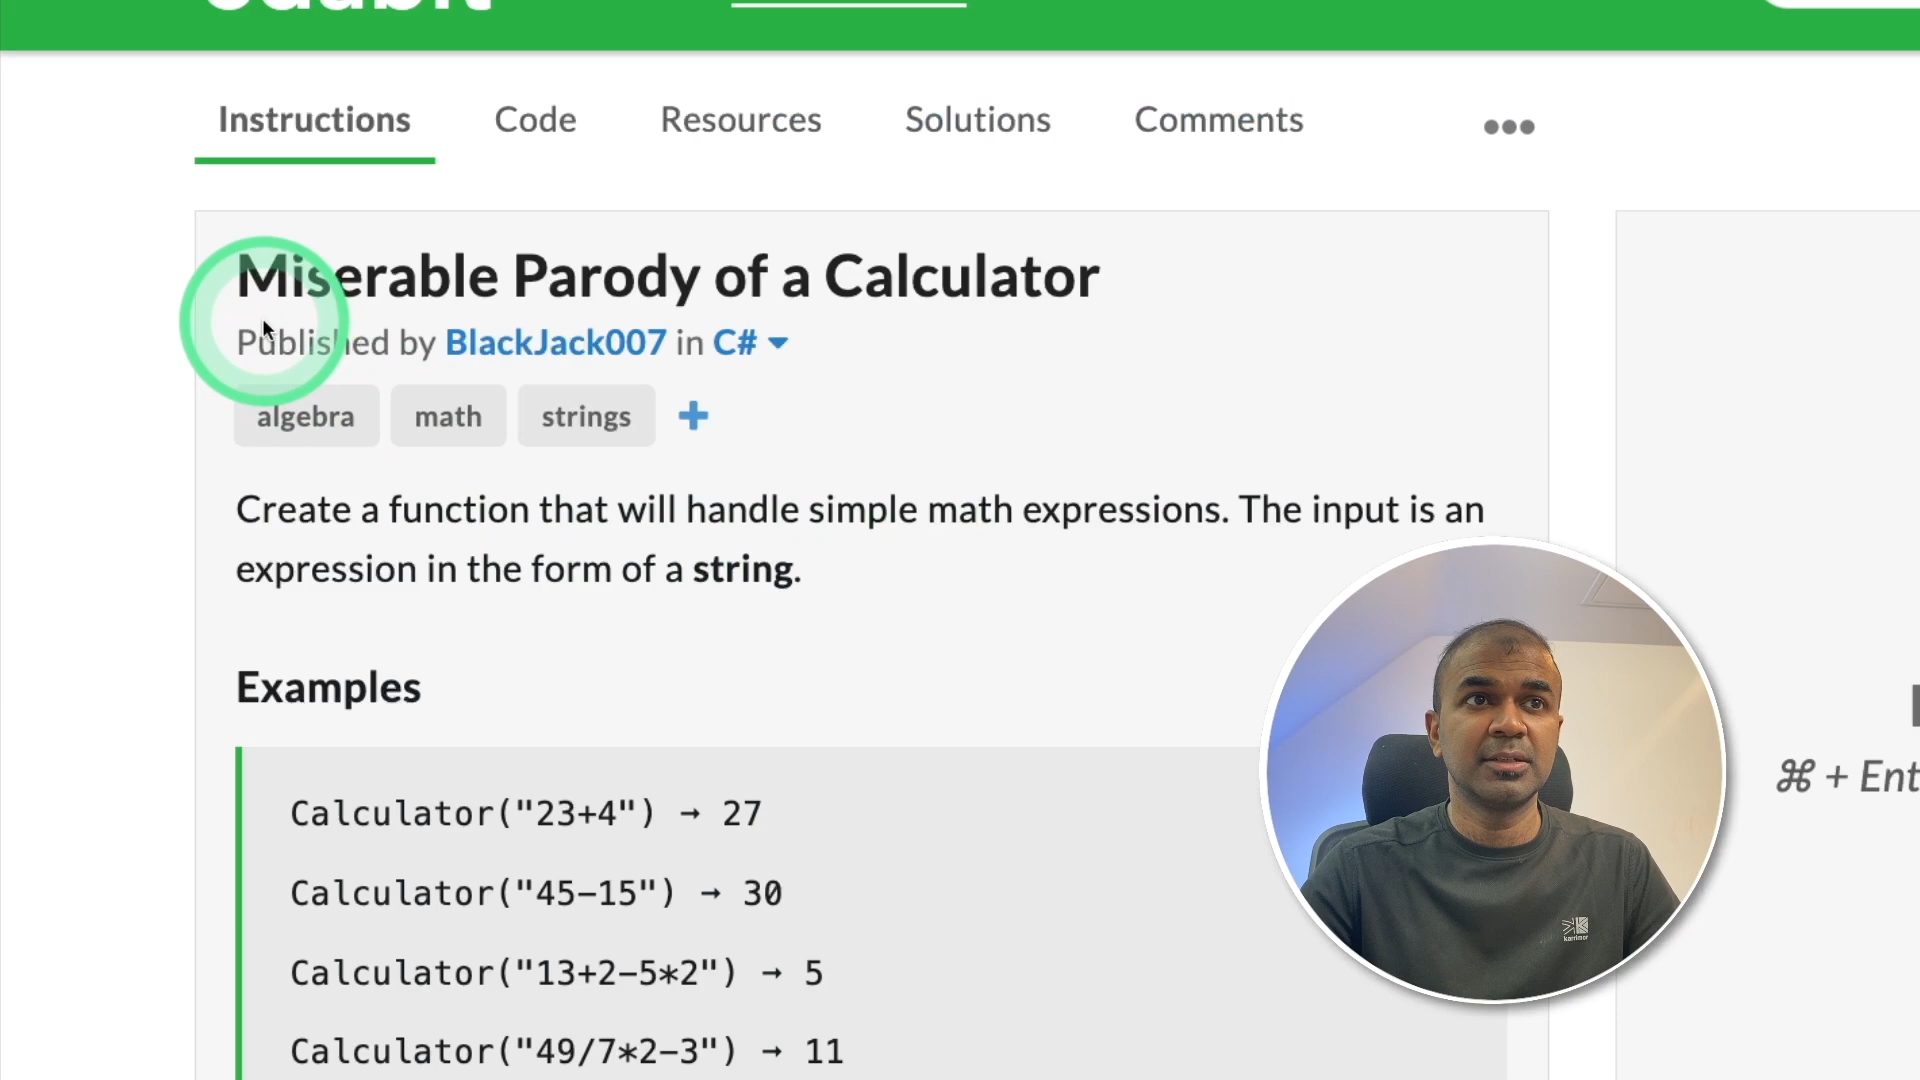 Instructions Code Resources Solutions Comments
Miserable Parody of a Calculator
Published by BlackJack007 in C#
algebra math strings
Create a function that will handle simple math expressions. The input is an
expression in the form of a string.
Examples
Calculator("23+4") → 27
Calculator("45-15") → 30
Calculator("13+2-5*2") → 5
Calculator("49/7*2-3") → 11
⌘ + Ent
karrimor